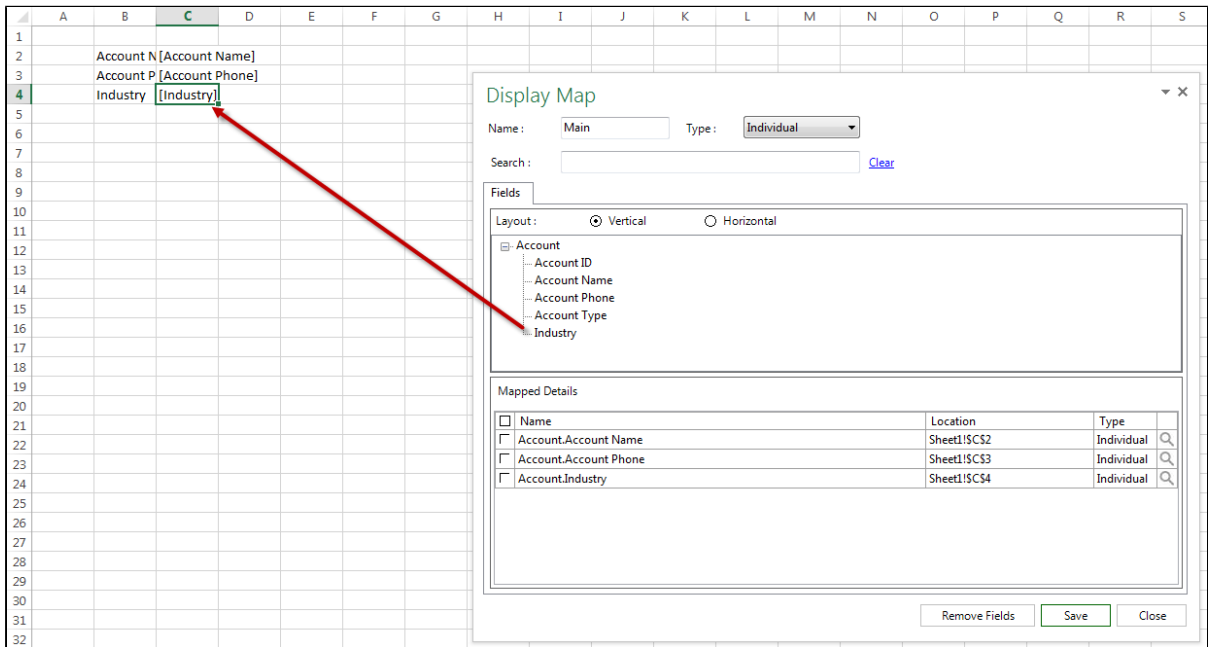 A B C D E F G H I J K L M N O P Q R S
1
2 Account N [Account Name]
3 Account P [Account Phone]
4 Industry [Industry]
5
6
7
8
9
10
11
12
13
14
15
16
17
18
19
20
21
22
23
24
25
26
27
28
29
30
31
32
Display Map
Name : Main Type : Individual
Search : Clear
Fields
Layout : Vertical Horizontal
Account
Account ID
Account Name
Account Phone
Account Type
Industry
Mapped Details
Name Location Type
Account.Account Name Sheet1!$C$2 Individual
Account.Account Phone Sheet1!$C$3 Individual
Account.Industry Sheet1!$C$4 Individual
Remove Fields Save Close